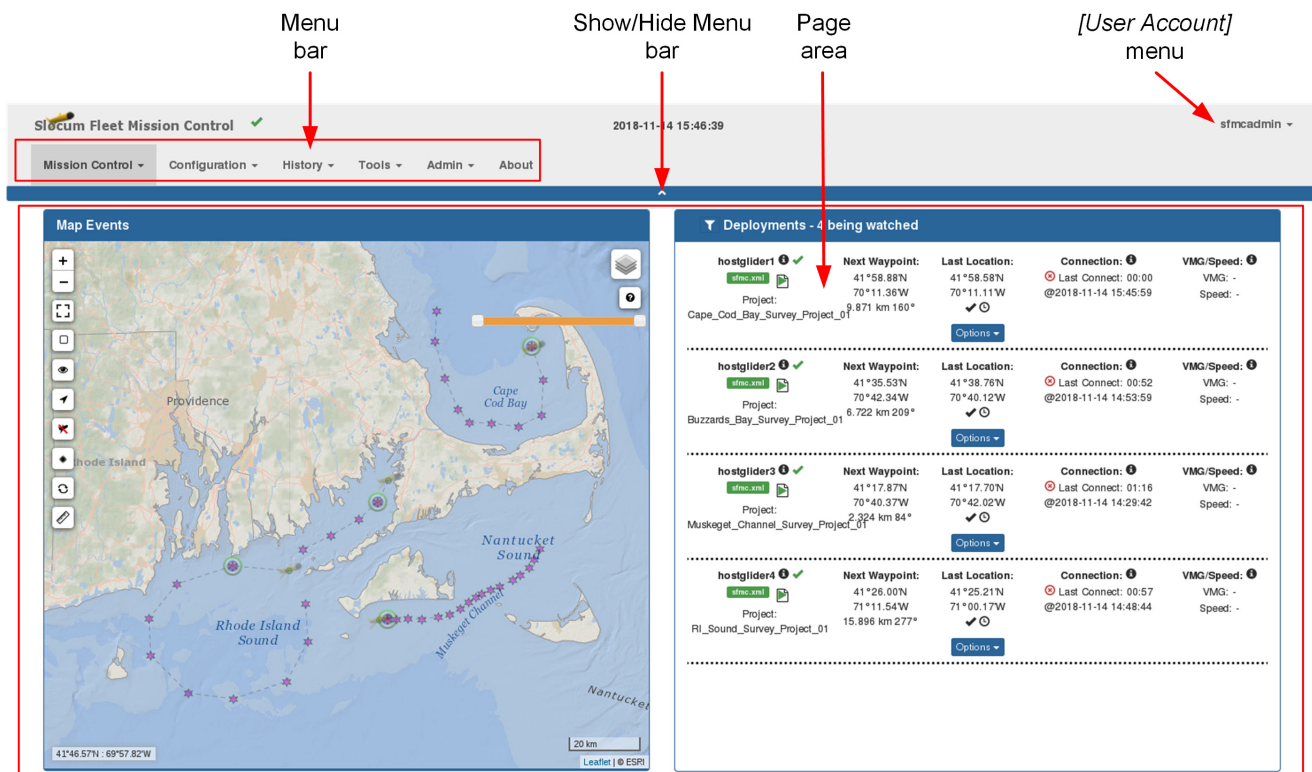 Menu
bar
Show/Hide Menu
bar
Page
area
[User Account]
menu
Slocum Fleet Mission Control
2018-11-14 15:46:39
sfmcadmin
Mission Control Configuration History Tools Admin About
Map Events
+
−
Providence
Rhode Island
Cape
Cod Bay
Nantucket
Sound
Muskeget Channel
Rhode Island
Sound
Nantucket
41°46.57'N : 69°57.82'W
20 km
Leaflet | © ESRI
Deployments - 4 being watched
hostglider1 Next Waypoint: Last Location: Connection: VMG/Speed:
sfmc.xml 41°58.88'N 41°58.58'N Last Connect: 00:00 VMG: -
70°11.36'W 70°11.11'W @2018-11-14 15:45:59 Speed: -
Project: 9.871 km 160°
Cape_Cod_Bay_Survey_Project_01
Options
hostglider2 Next Waypoint: Last Location: Connection: VMG/Speed:
sfmc.xml 41°35.53'N 41°38.76'N Last Connect: 00:52 VMG: -
70°42.34'W 70°40.12'W @2018-11-14 14:53:59 Speed: -
Project: 6.722 km 209°
Buzzards_Bay_Survey_Project_01
Options
hostglider3 Next Waypoint: Last Location: Connection: VMG/Speed:
sfmc.xml 41°17.87'N 41°17.70'N Last Connect: 01:16 VMG: -
70°40.37'W 70°42.02'W @2018-11-14 14:29:42 Speed: -
Project: 2.324 km 84°
Muskeget_Channel_Survey_Project_01
Options
hostglider4 Next Waypoint: Last Location: Connection: VMG/Speed:
sfmc.xml 41°26.00'N 41°25.21'N Last Connect: 00:57 VMG: -
71°11.54'W 71°00.17'W @2018-11-14 14:48:44 Speed: -
Project: 15.896 km 277°
RI_Sound_Survey_Project_01
Options